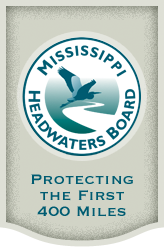 MISSISSIPPI
HEADWATERS BOARD
PROTECTING
THE FIRST
400 MILES